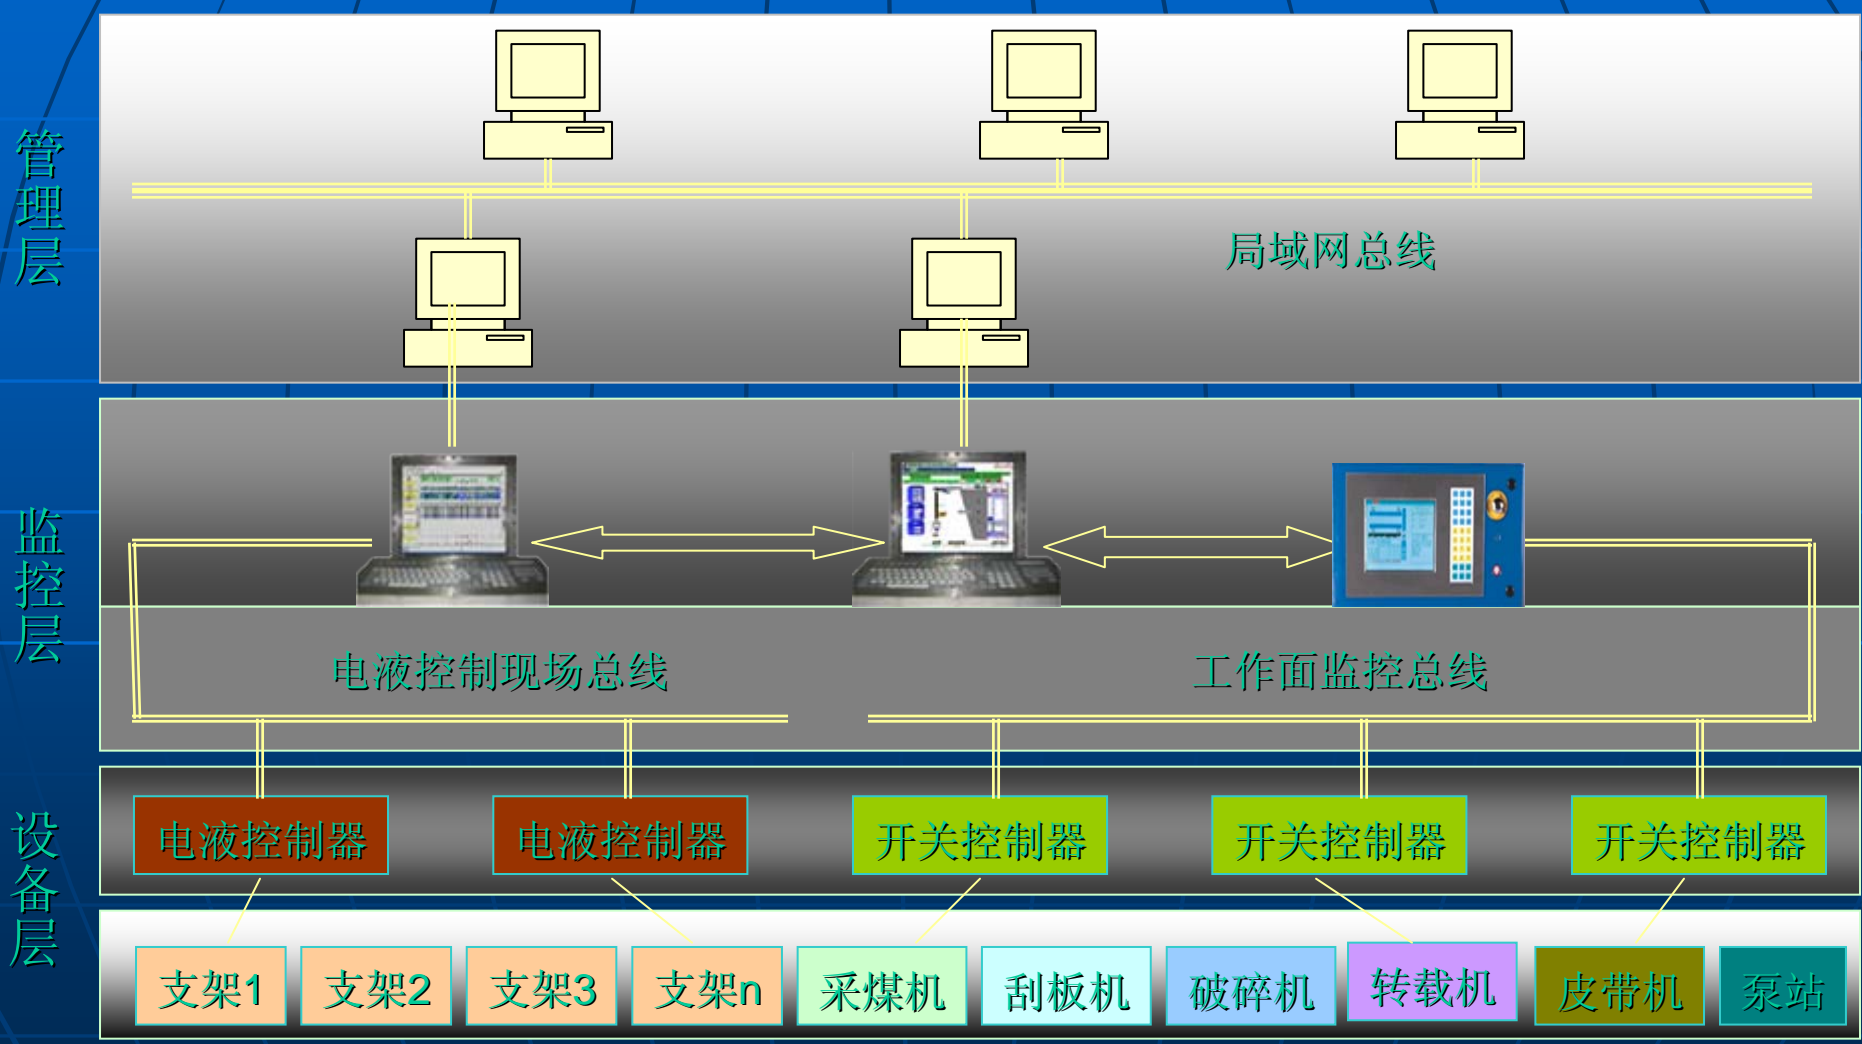 管理层
局域网总线
监控层
电液控制现场总线
工作面监控总线
设备层
电液控制器
电液控制器
开关控制器
开关控制器
开关控制器
支架1
支架2
支架3
支架n
采煤机
刮板机
破碎机
转载机
皮带机
泵站